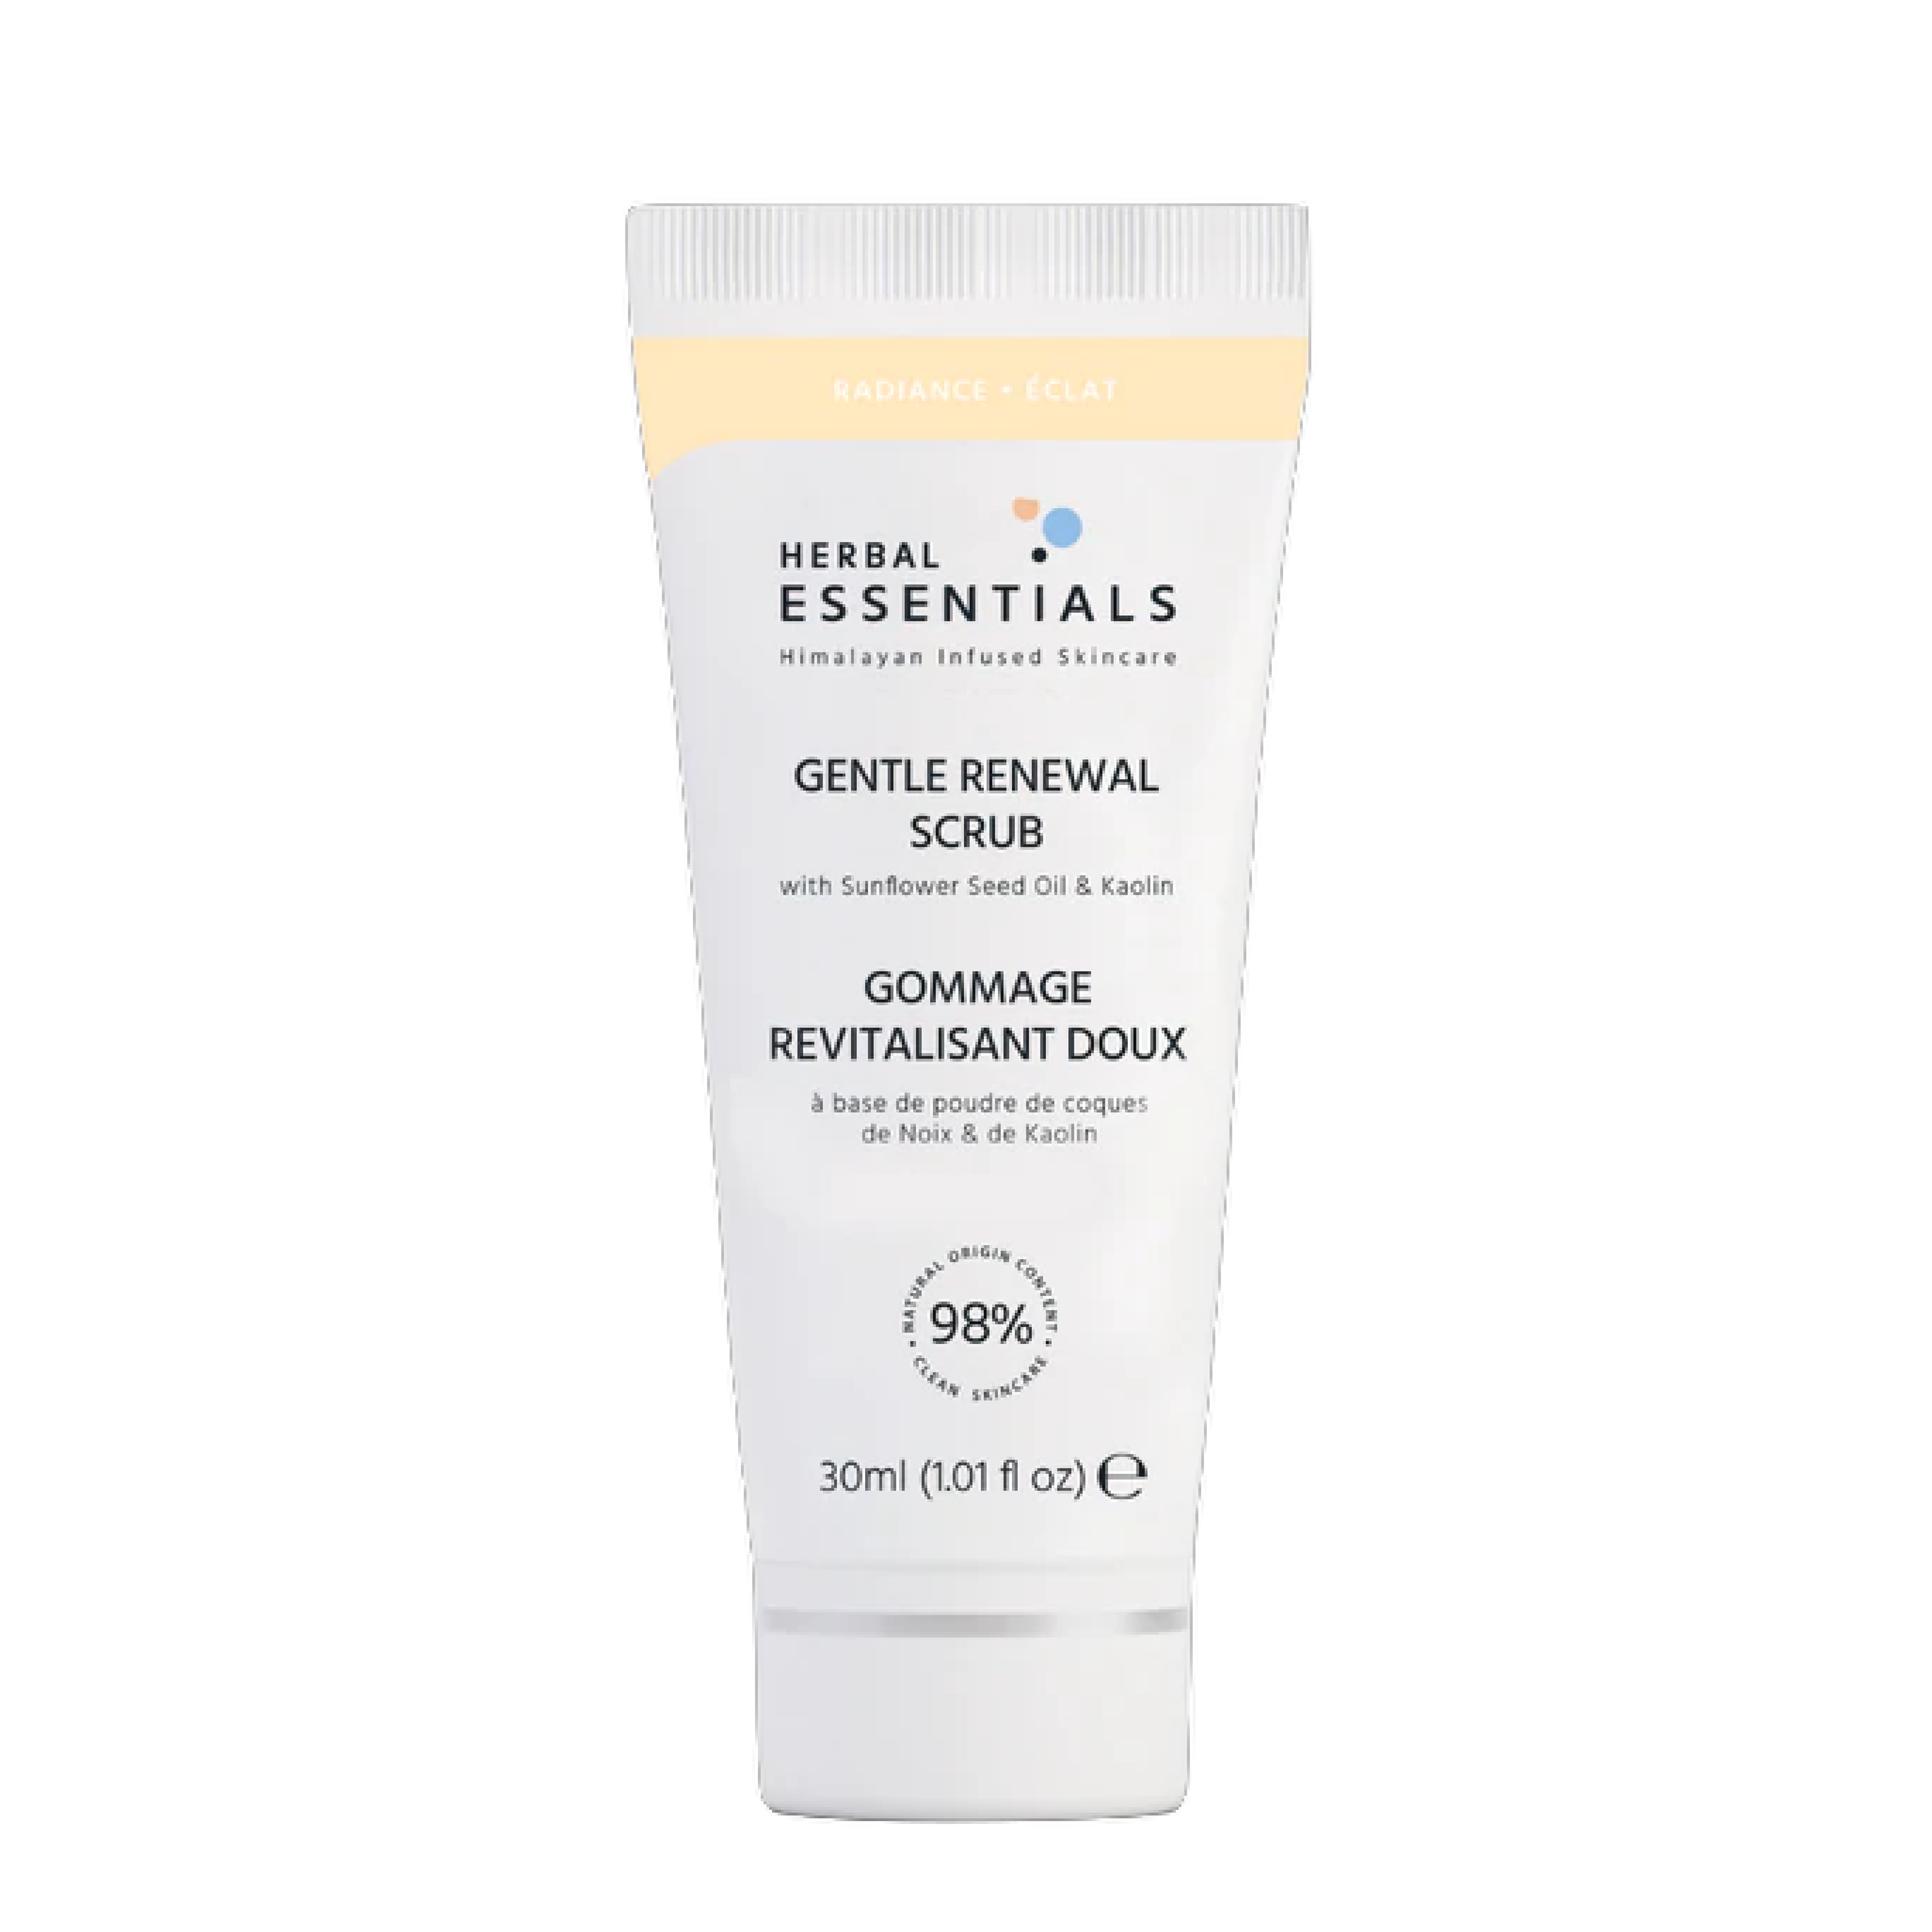 RADIANCE • ÉCLAT
HERBAL
ESSENTIALS
Himalayan Infused Skincare
GENTLE RENEWAL
SCRUB
with Sunflower Seed Oil & Kaolin
GOMMAGE
REVITALISANT DOUX
à base de poudre de coques
de Noix & de Kaolin
• NATURAL ORIGIN CONTENT •
98%
CLEAN SKINCARE
30ml (1.01 fl oz) ℮